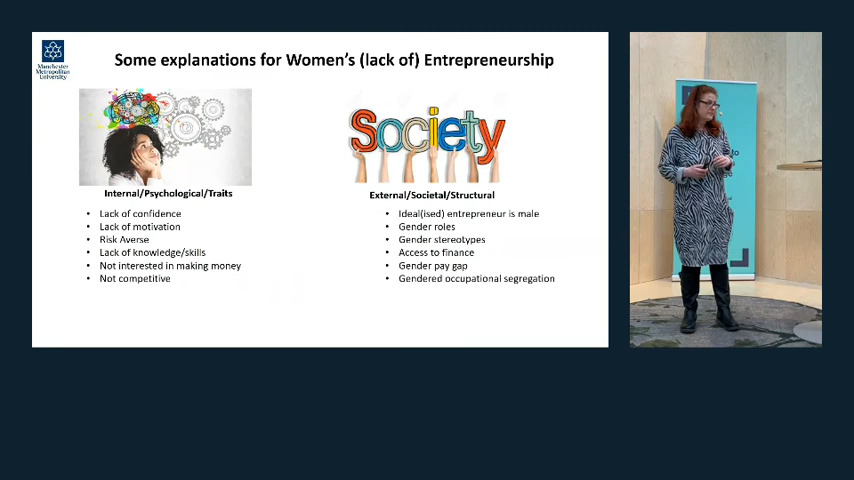 Manchester
Metropolitan
University
Some explanations for Women's (lack of) Entrepreneurship
Society
Internal/Psychological/Traits
• Lack of confidence
• Lack of motivation
• Risk Averse
• Lack of knowledge/skills
• Not interested in making money
• Not competitive
External/Societal/Structural
• Ideal(ised) entrepreneur is male
• Gender roles
• Gender stereotypes
• Access to finance
• Gender pay gap
• Gendered occupational segregation